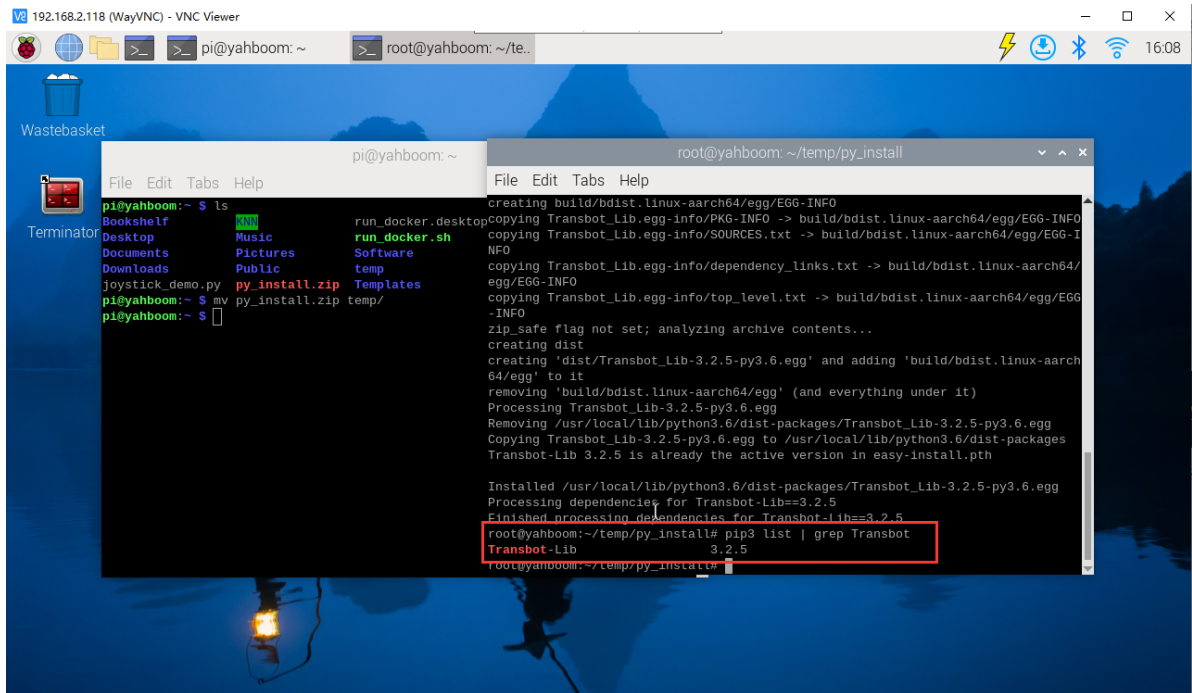 192.168.2.118 (WayVNC) - VNC Viewer
pi@yahboom: ~
root@yahboom: ~/te..
16:08
Wastebasket
Terminator
pi@yahboom: ~
File Edit Tabs Help
pi@yahboom:~ $ ls
Bookshelf KNN run_docker.desktop
Desktop Music run_docker.sh
Documents Pictures Software
Downloads Public temp
joystick_demo.py py_install.zip Templates
pi@yahboom:~ $ mv py_install.zip temp/
pi@yahboom:~ $
root@yahboom: ~/temp/py_install
File Edit Tabs Help
creating build/bdist.linux-aarch64/egg/EGG-INFO
copying Transbot_Lib.egg-info/PKG-INFO -> build/bdist.linux-aarch64/egg/EGG-INFO
copying Transbot_Lib.egg-info/SOURCES.txt -> build/bdist.linux-aarch64/egg/EGG-I
NFO
copying Transbot_Lib.egg-info/dependency_links.txt -> build/bdist.linux-aarch64/
egg/EGG-INFO
copying Transbot_Lib.egg-info/top_level.txt -> build/bdist.linux-aarch64/egg/EGG
-INFO
zip_safe flag not set; analyzing archive contents...
creating dist
creating 'dist/Transbot_Lib-3.2.5-py3.6.egg' and adding 'build/bdist.linux-aarch
64/egg' to it
removing 'build/bdist.linux-aarch64/egg' (and everything under it)
Processing Transbot_Lib-3.2.5-py3.6.egg
Removing /usr/local/lib/python3.6/dist-packages/Transbot_Lib-3.2.5-py3.6.egg
Copying Transbot_Lib-3.2.5-py3.6.egg to /usr/local/lib/python3.6/dist-packages
Transbot-Lib 3.2.5 is already the active version in easy-install.pth
Installed /usr/local/lib/python3.6/dist-packages/Transbot_Lib-3.2.5-py3.6.egg
Processing dependencies for Transbot-Lib==3.2.5
Finished processing dependencies for Transbot-Lib==3.2.5
root@yahboom:~/temp/py_install# pip3 list | grep Transbot
Transbot-Lib 3.2.5
root@yahboom:~/temp/py_install#